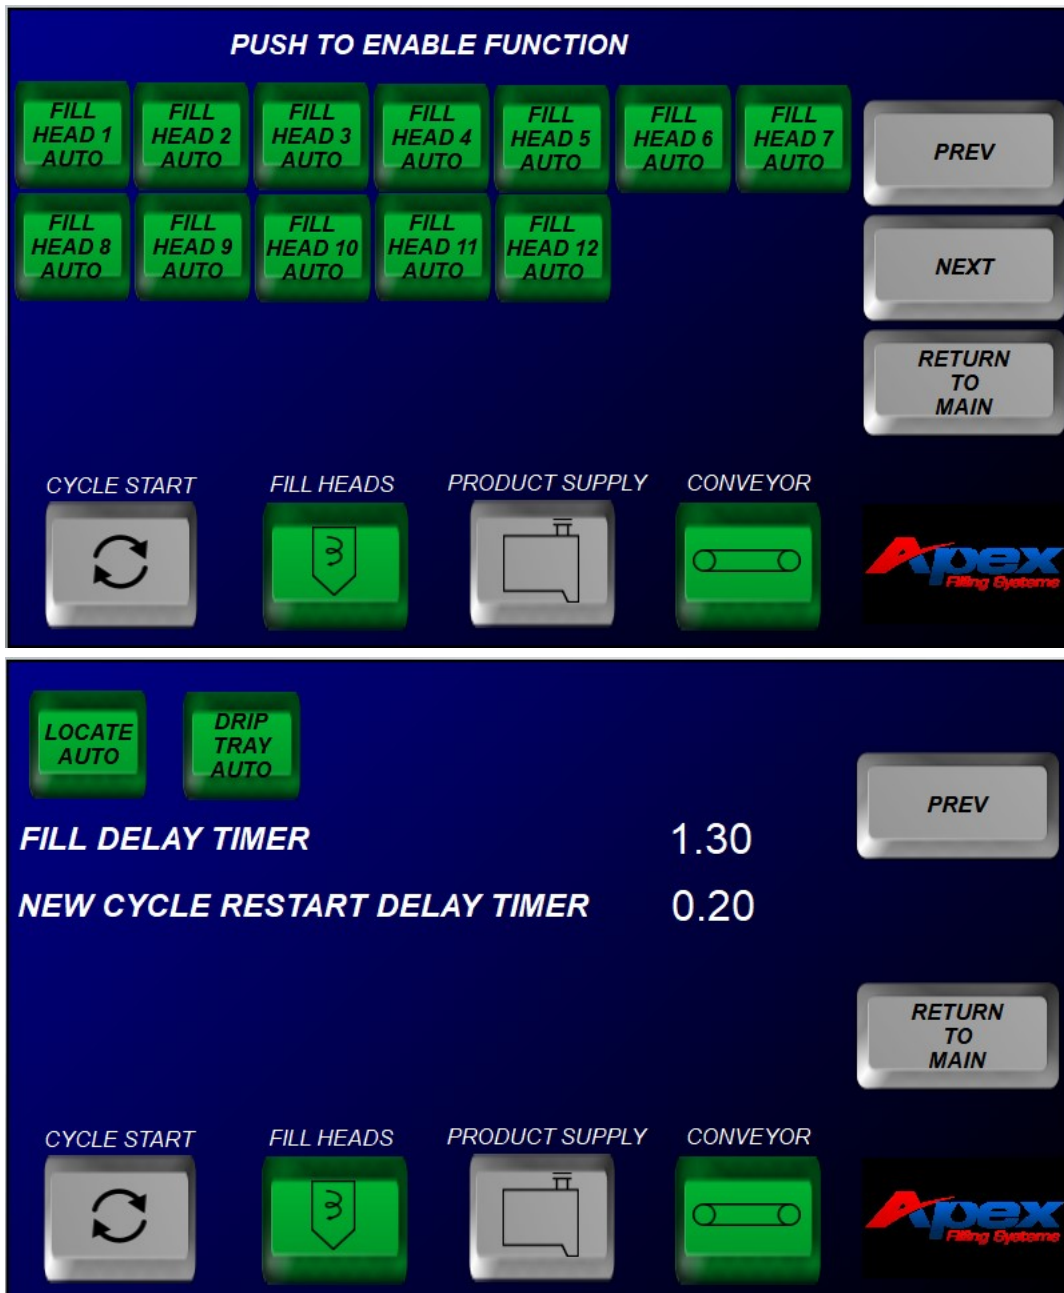 PUSH TO ENABLE FUNCTION
FILL
HEAD 1
AUTO
FILL
HEAD 2
AUTO
FILL
HEAD 3
AUTO
FILL
HEAD 4
AUTO
FILL
HEAD 5
AUTO
FILL
HEAD 6
AUTO
FILL
HEAD 7
AUTO
PREV
FILL
HEAD 8
AUTO
FILL
HEAD 9
AUTO
FILL
HEAD 10
AUTO
FILL
HEAD 11
AUTO
FILL
HEAD 12
AUTO
NEXT
RETURN
TO
MAIN
CYCLE START
FILL HEADS
PRODUCT SUPPLY
CONVEYOR
Apex
Filling Systems
LOCATE
AUTO
DRIP
TRAY
AUTO
PREV
FILL DELAY TIMER 1.30
NEW CYCLE RESTART DELAY TIMER 0.20
RETURN
TO
MAIN
CYCLE START
FILL HEADS
PRODUCT SUPPLY
CONVEYOR
Apex
Filling Systems